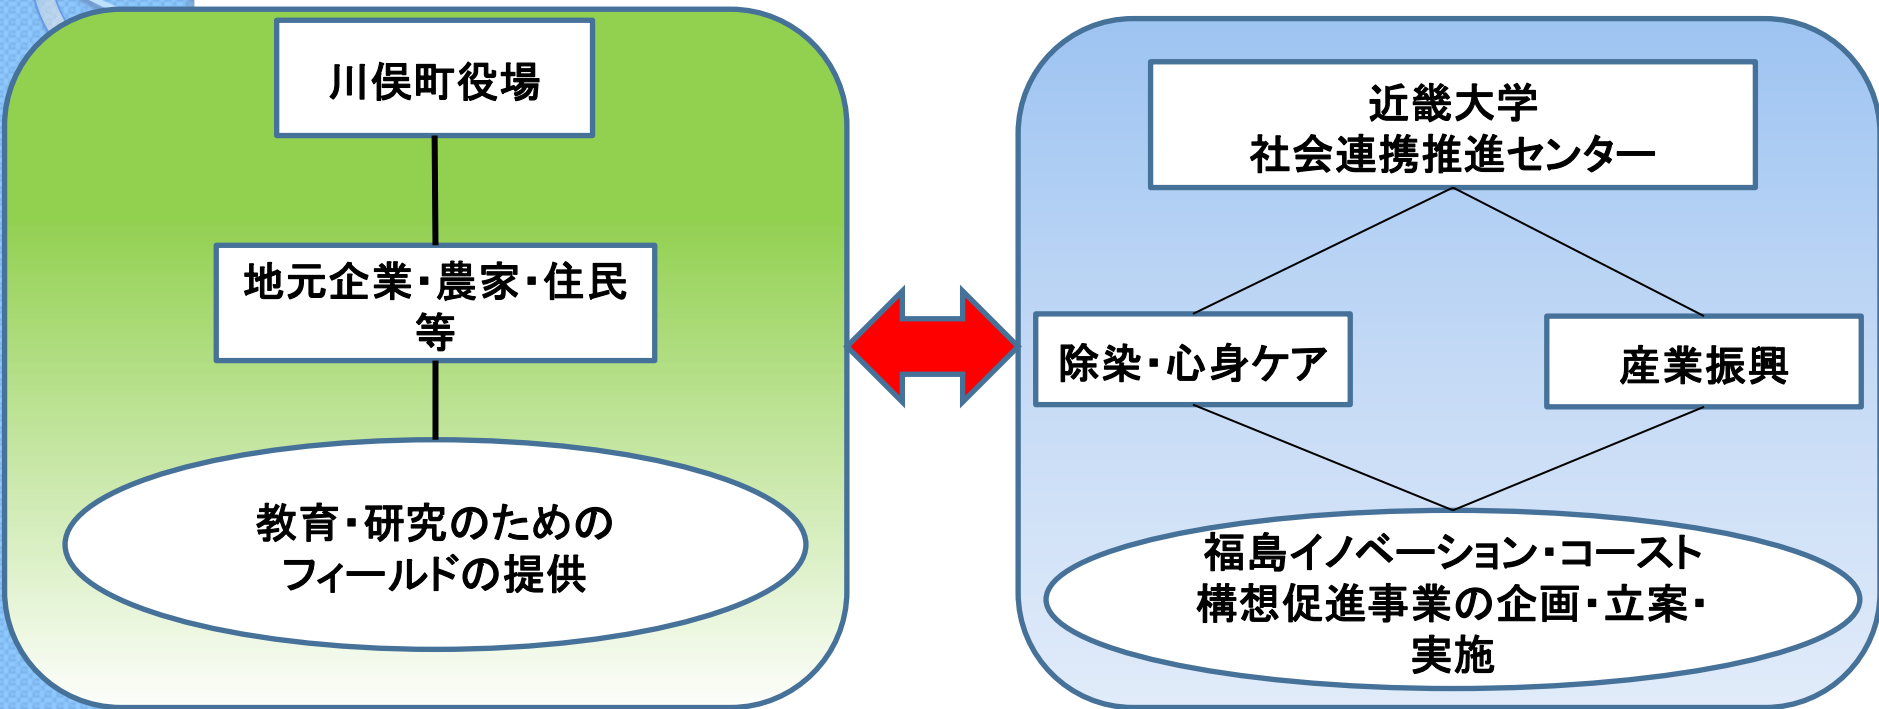 川俣町役場
地元企業・農家・住民
等
教育・研究のための
フィールドの提供
近畿大学
社会連携推進センター
除染・心身ケア
産業振興
福島イノベーション・コースト
構想促進事業の企画・立案・
実施